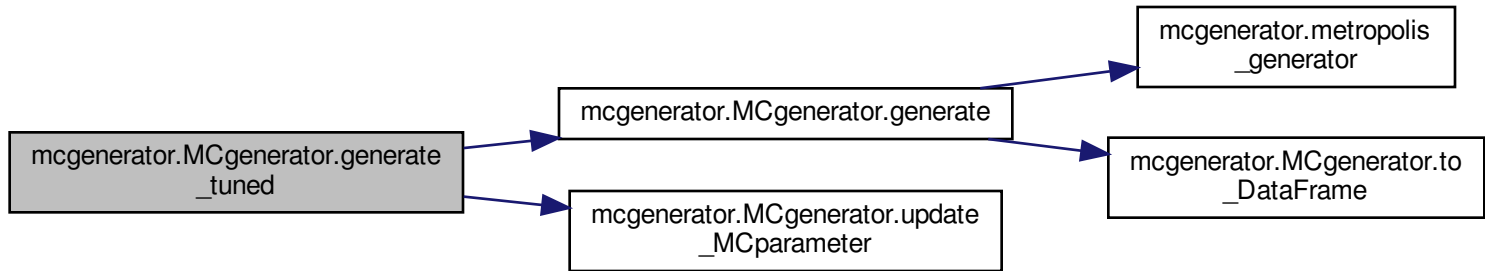 mcgenerator.MCgenerator.generate
_tuned
mcgenerator.MCgenerator.generate
mcgenerator.MCgenerator.update
_MCparameter
mcgenerator.metropolis
_generator
mcgenerator.MCgenerator.to
_DataFrame